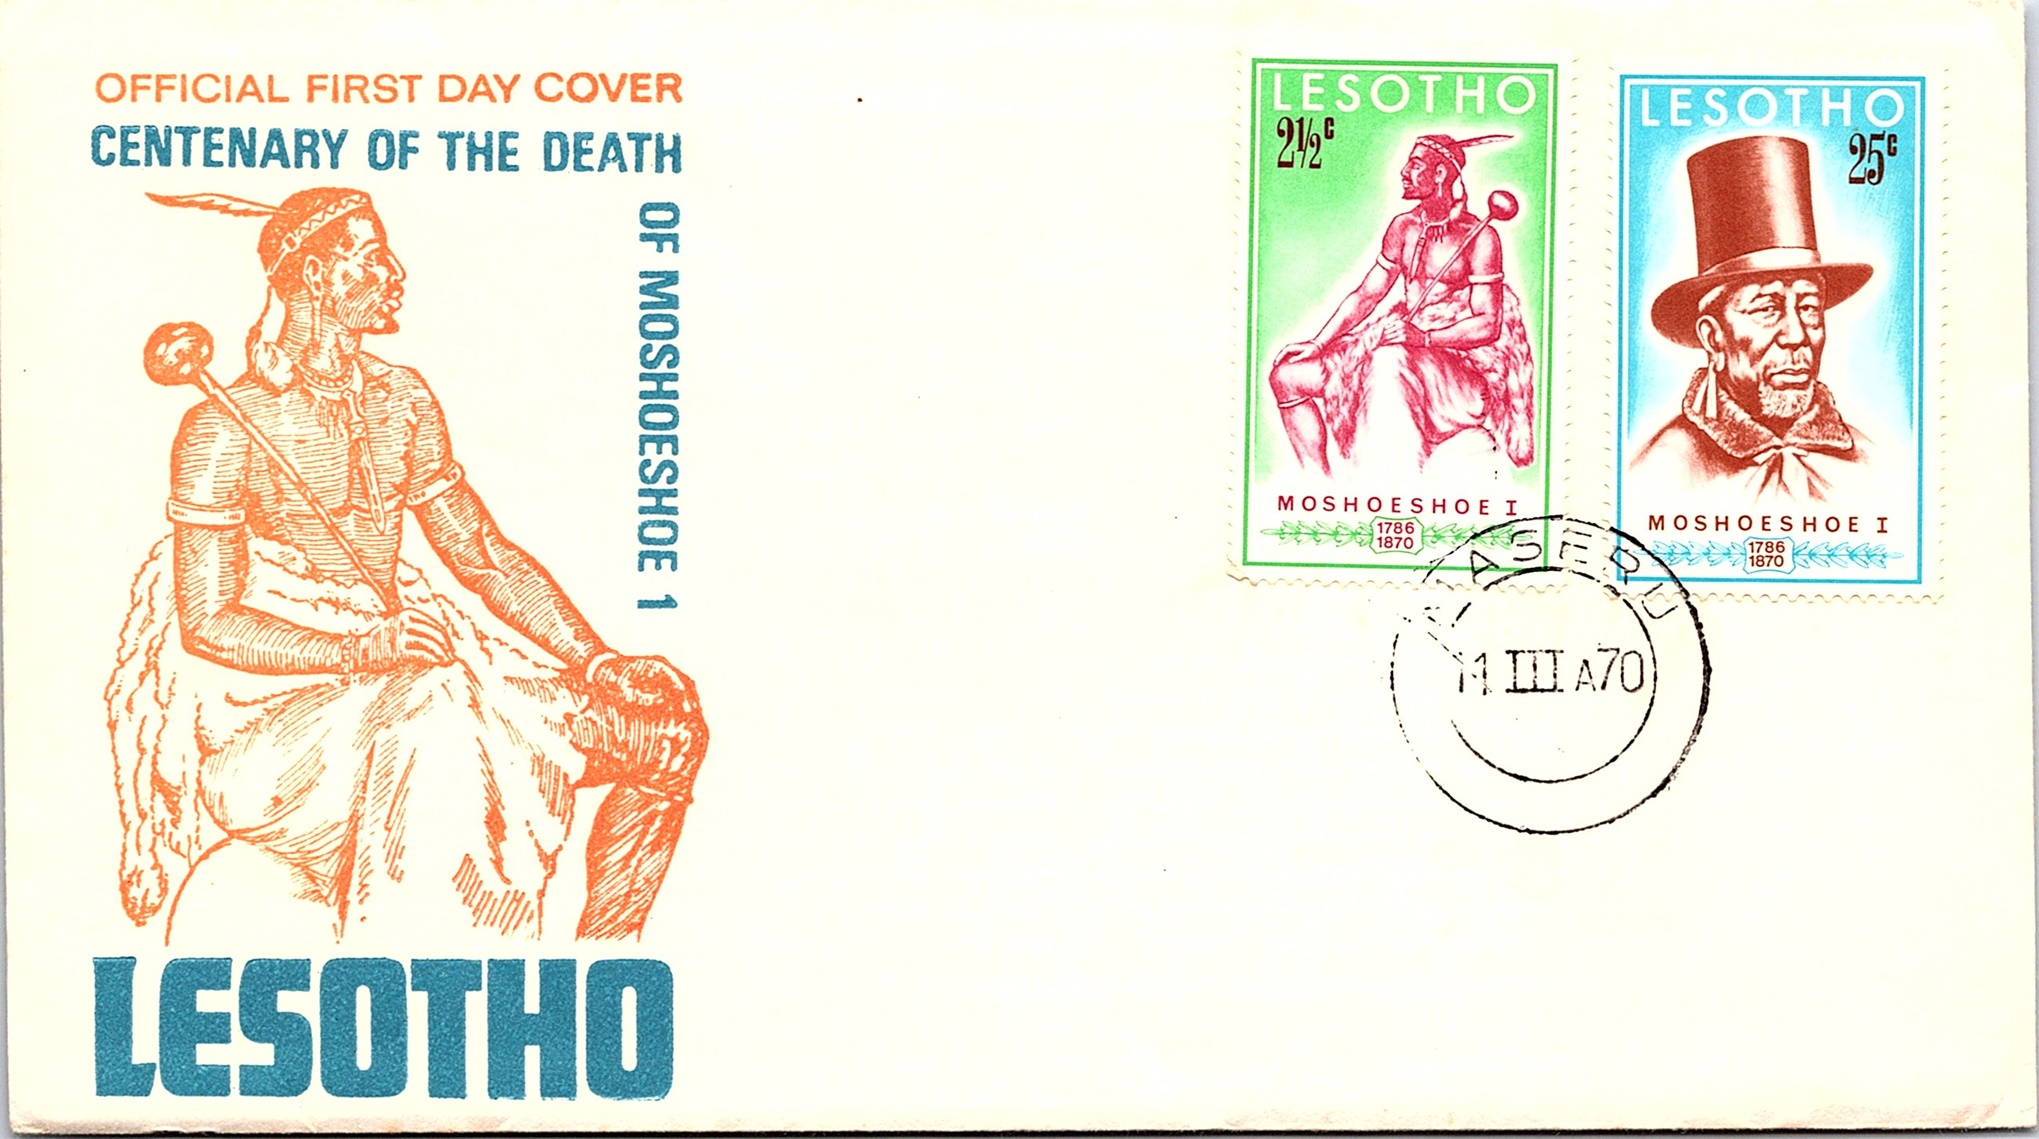 OFFICIAL FIRST DAY COVER
CENTENARY OF THE DEATH
OF MOSHOESHOE 1
LESOTHO
LESOTHO
2½c
MOSHOESHOE I
1786
1870
LESOTHO
25c
MOSHOESHOE I
1786
1870
MASERU
11 III A70